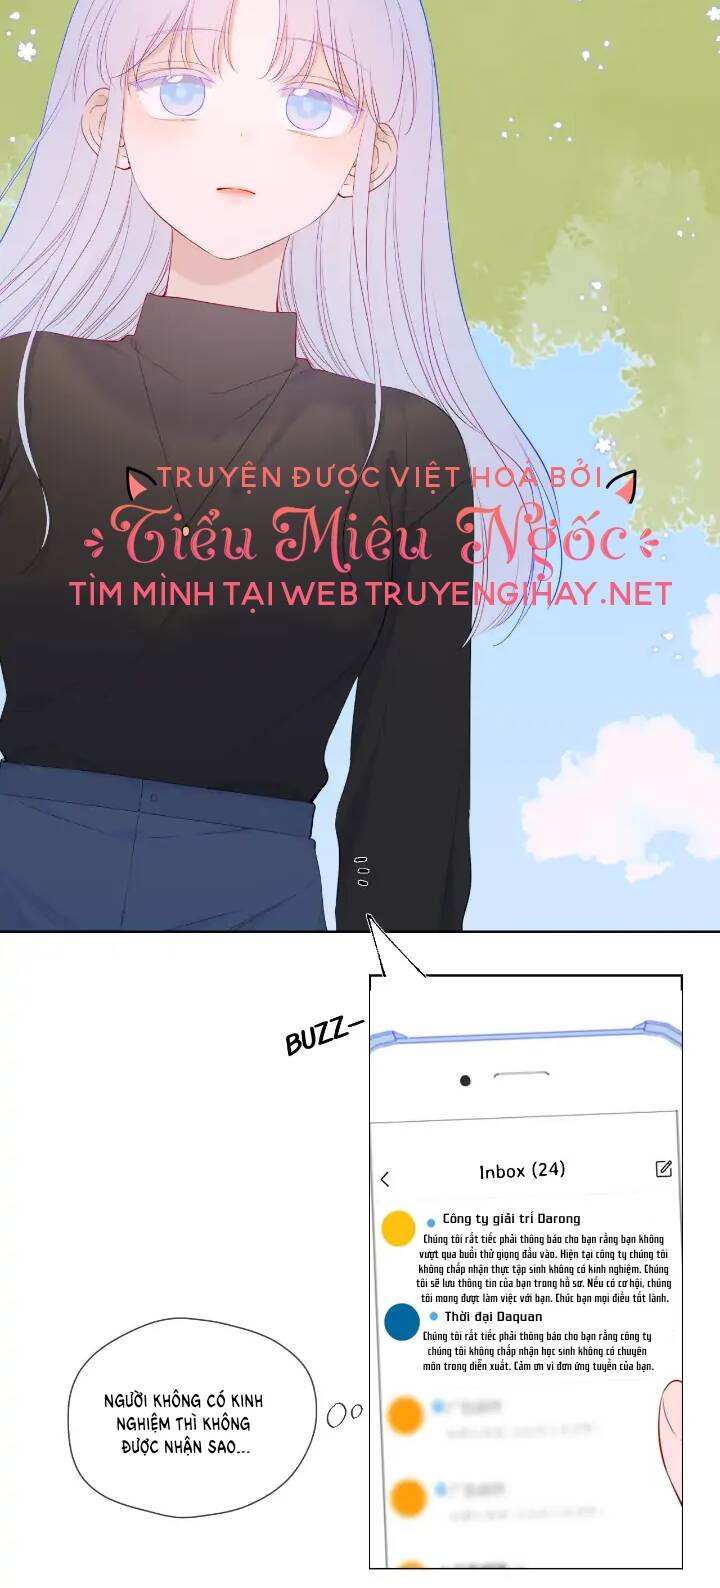 TRUYỆN ĐƯỢC VIỆT HOÁ BỞI
Tiểu Miêu Ngốc
TÌM MÌNH TẠI WEB TRUYENGIHAY.NET
BUZZ-
Inbox (24)
Công ty giải trí Darong
Chúng tôi rất tiếc phải thông báo cho bạn rằng bạn không
vượt qua buổi thử giọng đầu vào. Hiện tại công ty chúng tôi
không chấp nhận thực tập sinh không có kinh nghiệm. Chúng
tôi sẽ lưu thông tin của bạn trong hồ sơ. Nếu có cơ hội, chúng
tôi mong được làm việc với bạn. Chúc bạn mọi điều tốt lành.
Thời đại Daquan
Chúng tôi rất tiếc phải thông báo cho bạn rằng công ty
chúng tôi không chấp nhận học sinh không có chuyên
môn trong diễn xuất. Cảm ơn vì đơn ứng tuyển của bạn.
NGƯỜI KHÔNG CÓ KINH
NGHIỆM THÌ KHÔNG
ĐƯỢC NHẬN SAO...